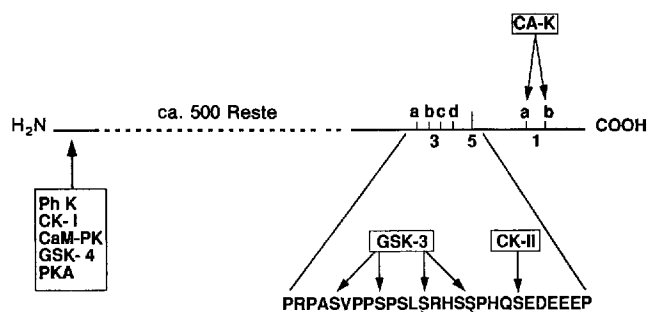 CA-K
ca. 500 Reste
a b c d
a b
H₂N
COOH
3 5 1
Ph K
CK- I
CaM-PK
GSK- 4
PKA
GSK-3
CK-II
PRPASVPPSPSLSRHSSPHQSEDEEEP